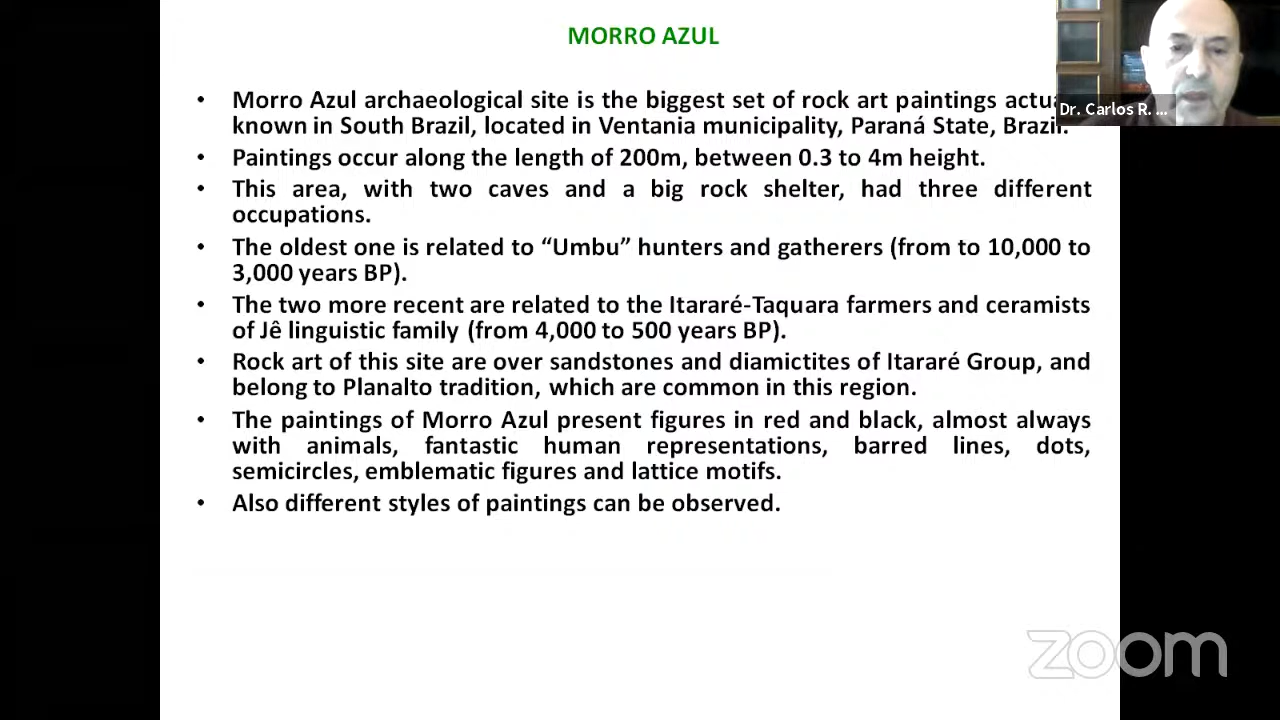 MORRO AZUL
• Morro Azul archaeological site is the biggest set of rock art paintings
known in South Brazil, located in Ventania municipality, Paraná State, Brazil.
• Paintings occur along the length of 200m, between 0.3 to 4m height.
• This area, with two caves and a big rock shelter, had three different
occupations.
• The oldest one is related to “Umbu” hunters and gatherers (from to 10,000 to
3,000 years BP).
• The two more recent are related to the Itararé-Taquara farmers and ceramists
of Jê linguistic family (from 4,000 to 500 years BP).
• Rock art of this site are over sandstones and diamictites of Itararé Group, and
belong to Planalto tradition, which are common in this region.
• The paintings of Morro Azul present figures in red and black, almost always
with animals, fantastic human representations, barred lines, dots,
semicircles, emblematic figures and lattice motifs.
• Also different styles of paintings can be observed.
Dr. Carlos R. ...
zoom